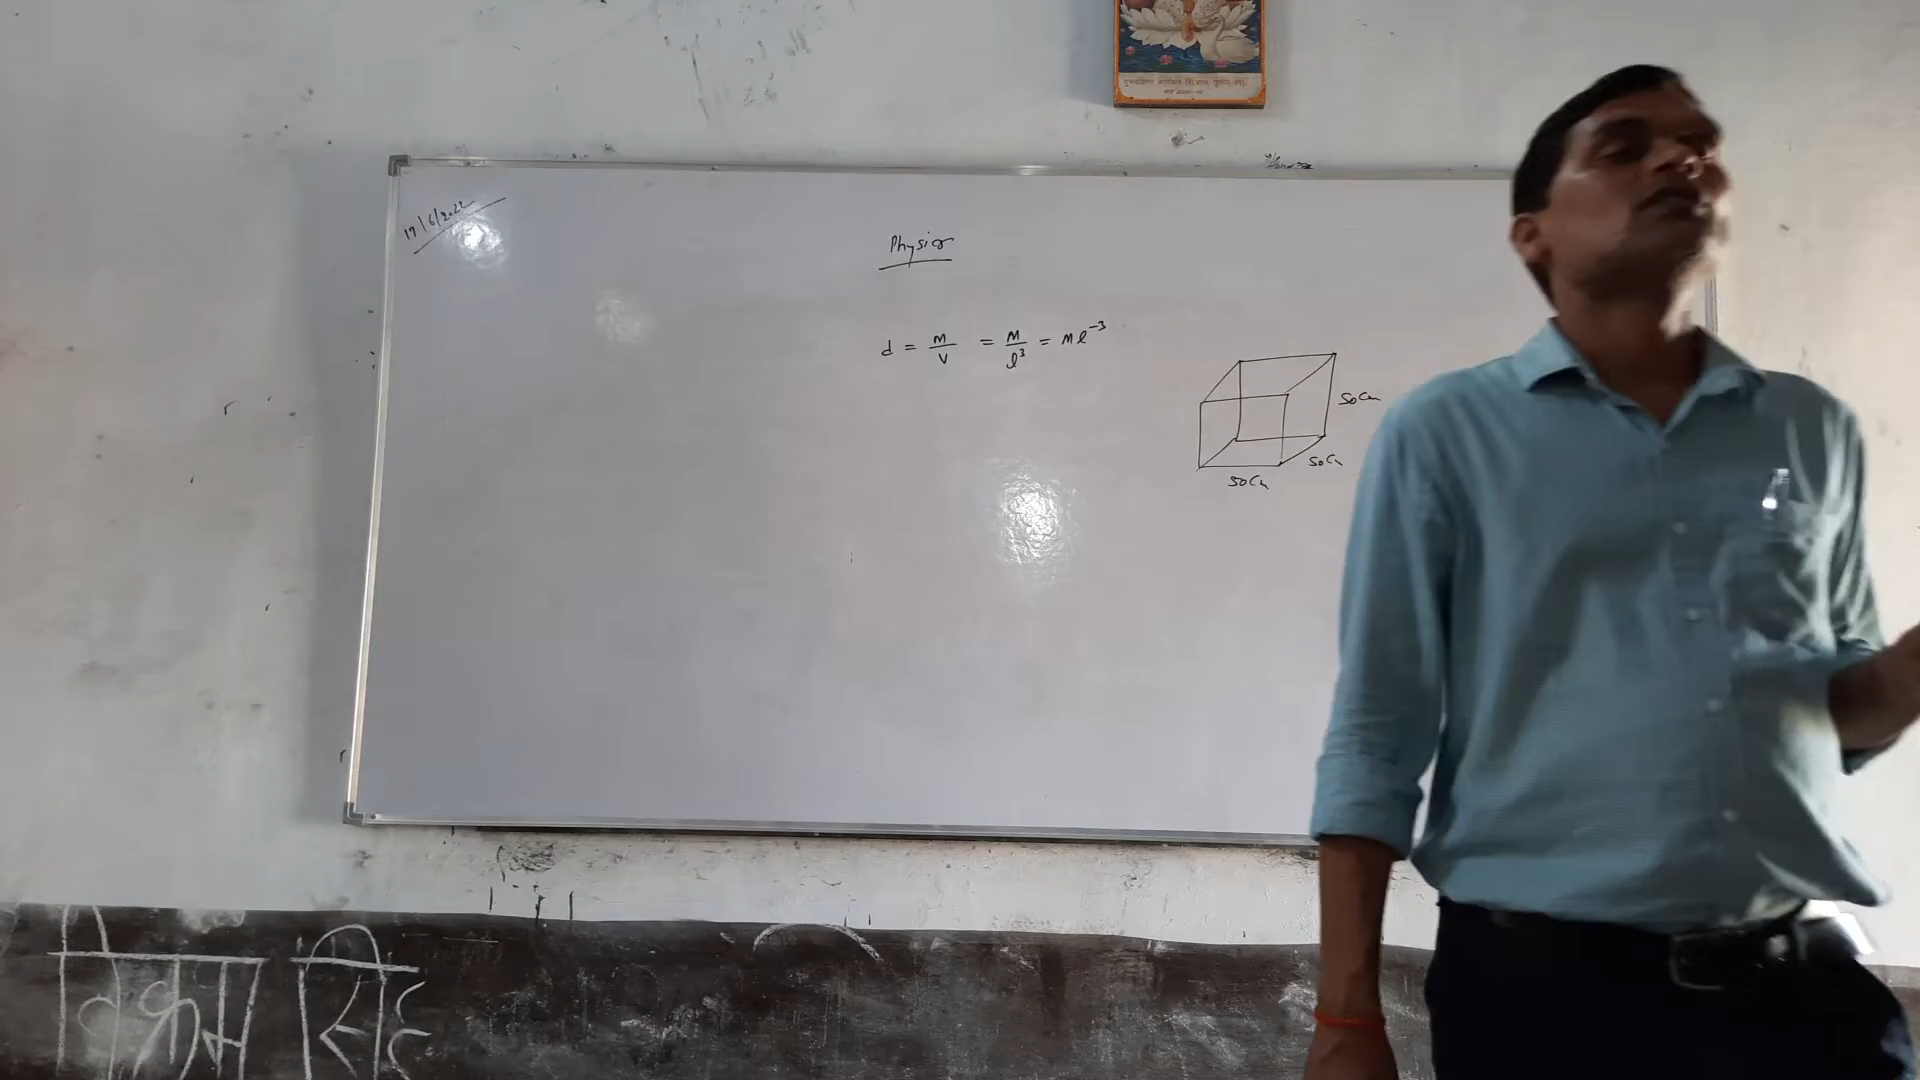 17/6/2022
Physics
d = m/v = M/l³ = Ml⁻³
50Cm
50Cm
50Cm
विक्रम सिंह